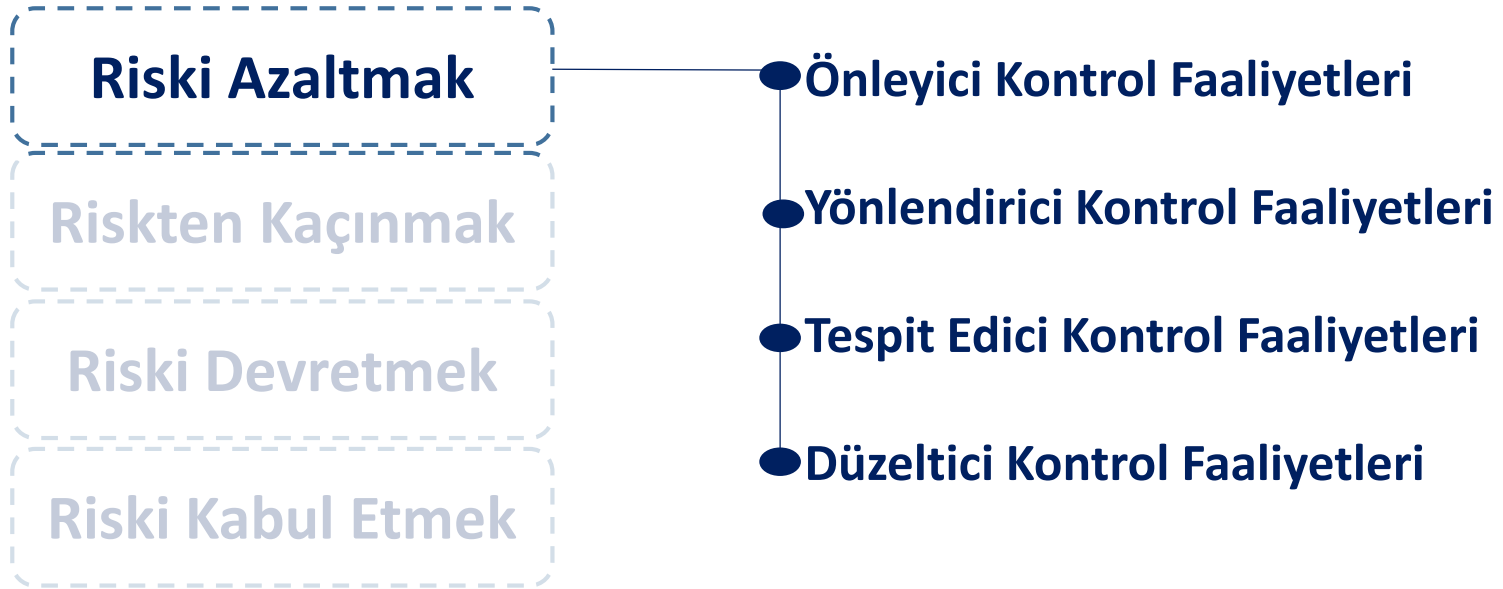 Riski Azaltmak
Riskten Kaçınmak
Riski Devretmek
Riski Kabul Etmek
Önleyici Kontrol Faaliyetleri
Yönlendirici Kontrol Faaliyetleri
Tespit Edici Kontrol Faaliyetleri
Düzeltici Kontrol Faaliyetleri